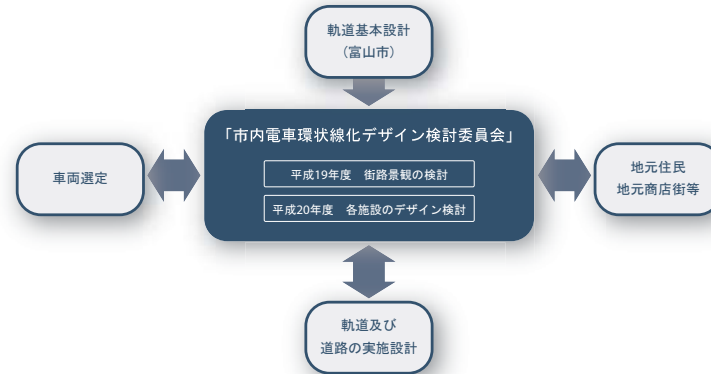 軌道基本設計
（富山市）
「市内電車環状線化デザイン検討委員会」
平成19年度　街路景観の検討
平成20年度　各施設のデザイン検討
車両選定
地元住民
地元商店街等
軌道及び
道路の実施設計